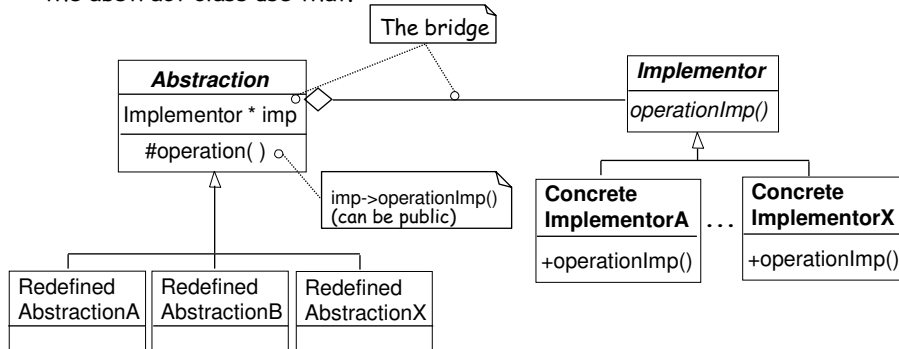 The bridge
Abstraction
Implementor * imp
#operation( )
imp->operationImp()
(can be public)
Implementor
operationImp()
Concrete
ImplementorA
+operationImp()
...
Concrete
ImplementorX
+operationImp()
Redefined
AbstractionA
Redefined
AbstractionB
Redefined
AbstractionX